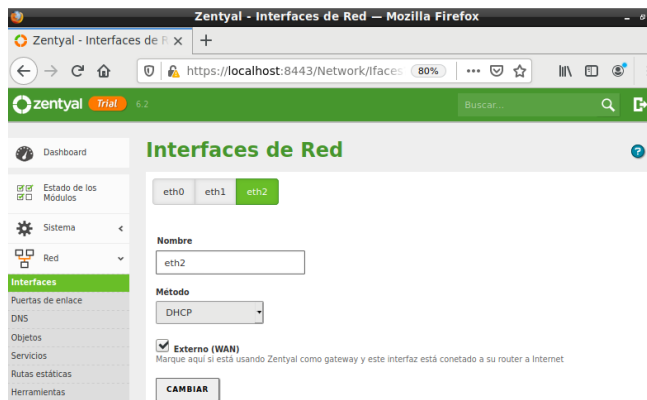 Zentyal - Interfaces de Red — Mozilla Firefox
Zentyal - Interfaces de R
https://localhost:8443/Network/Ifaces 80%
zentyal Trial 6.2 Buscar...
Dashboard
Estado de los
Módulos
Sistema
Red
Interfaces
Puertas de enlace
DNS
Objetos
Servicios
Rutas estáticas
Herramientas
Interfaces de Red
eth0 eth1 eth2
Nombre
eth2
Método
DHCP
Externo (WAN)
Marque aquí si está usando Zentyal como gateway y este interfaz está conetado a su router a Internet
CAMBIAR